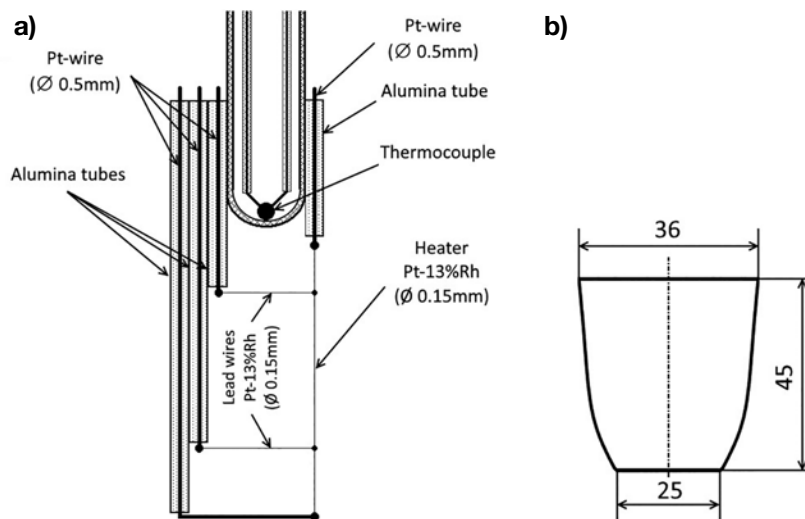 a)
Pt-wire
(Ø 0.5mm)
Alumina tubes
Pt-wire
(Ø 0.5mm)
Alumina tube
Thermocouple
Heater
Pt-13%Rh
(Ø 0.15mm)
Lead wires
Pt-13%Rh
(Ø 0.15mm)
b)
36
45
25